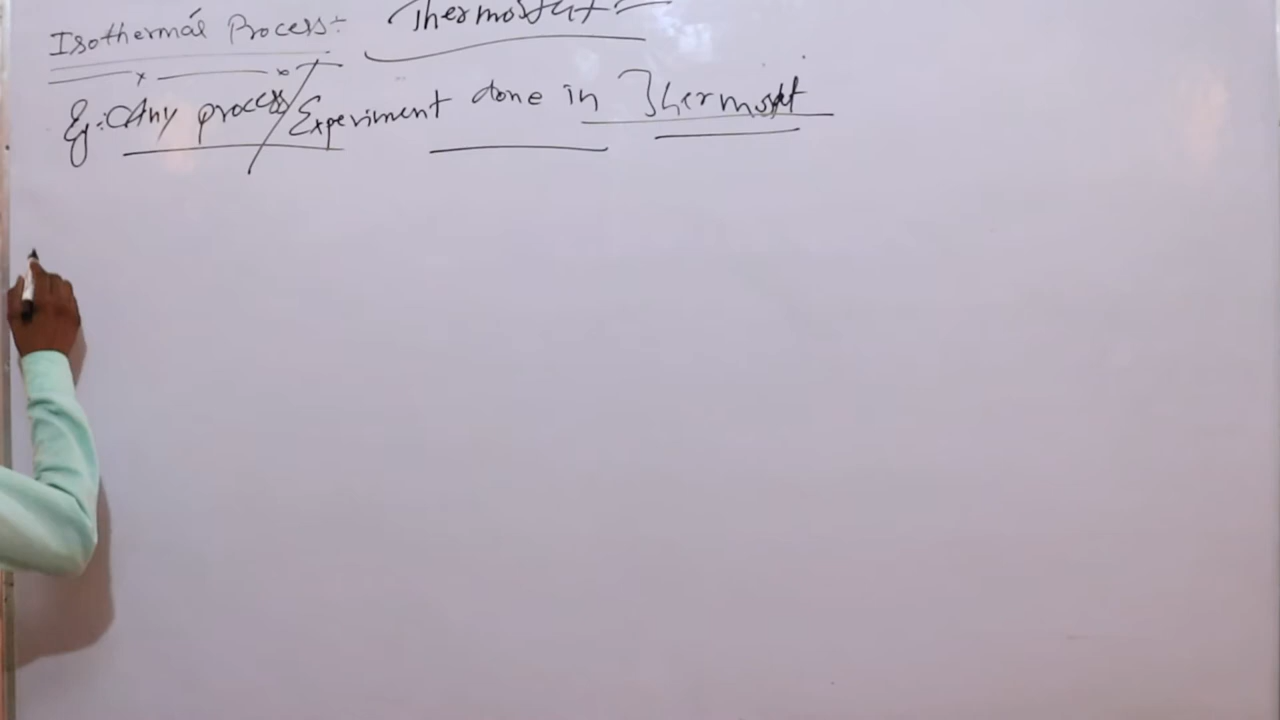 Isothermal Process:- Thermostat
Eg:- Any process/Experiment done in Thermostat